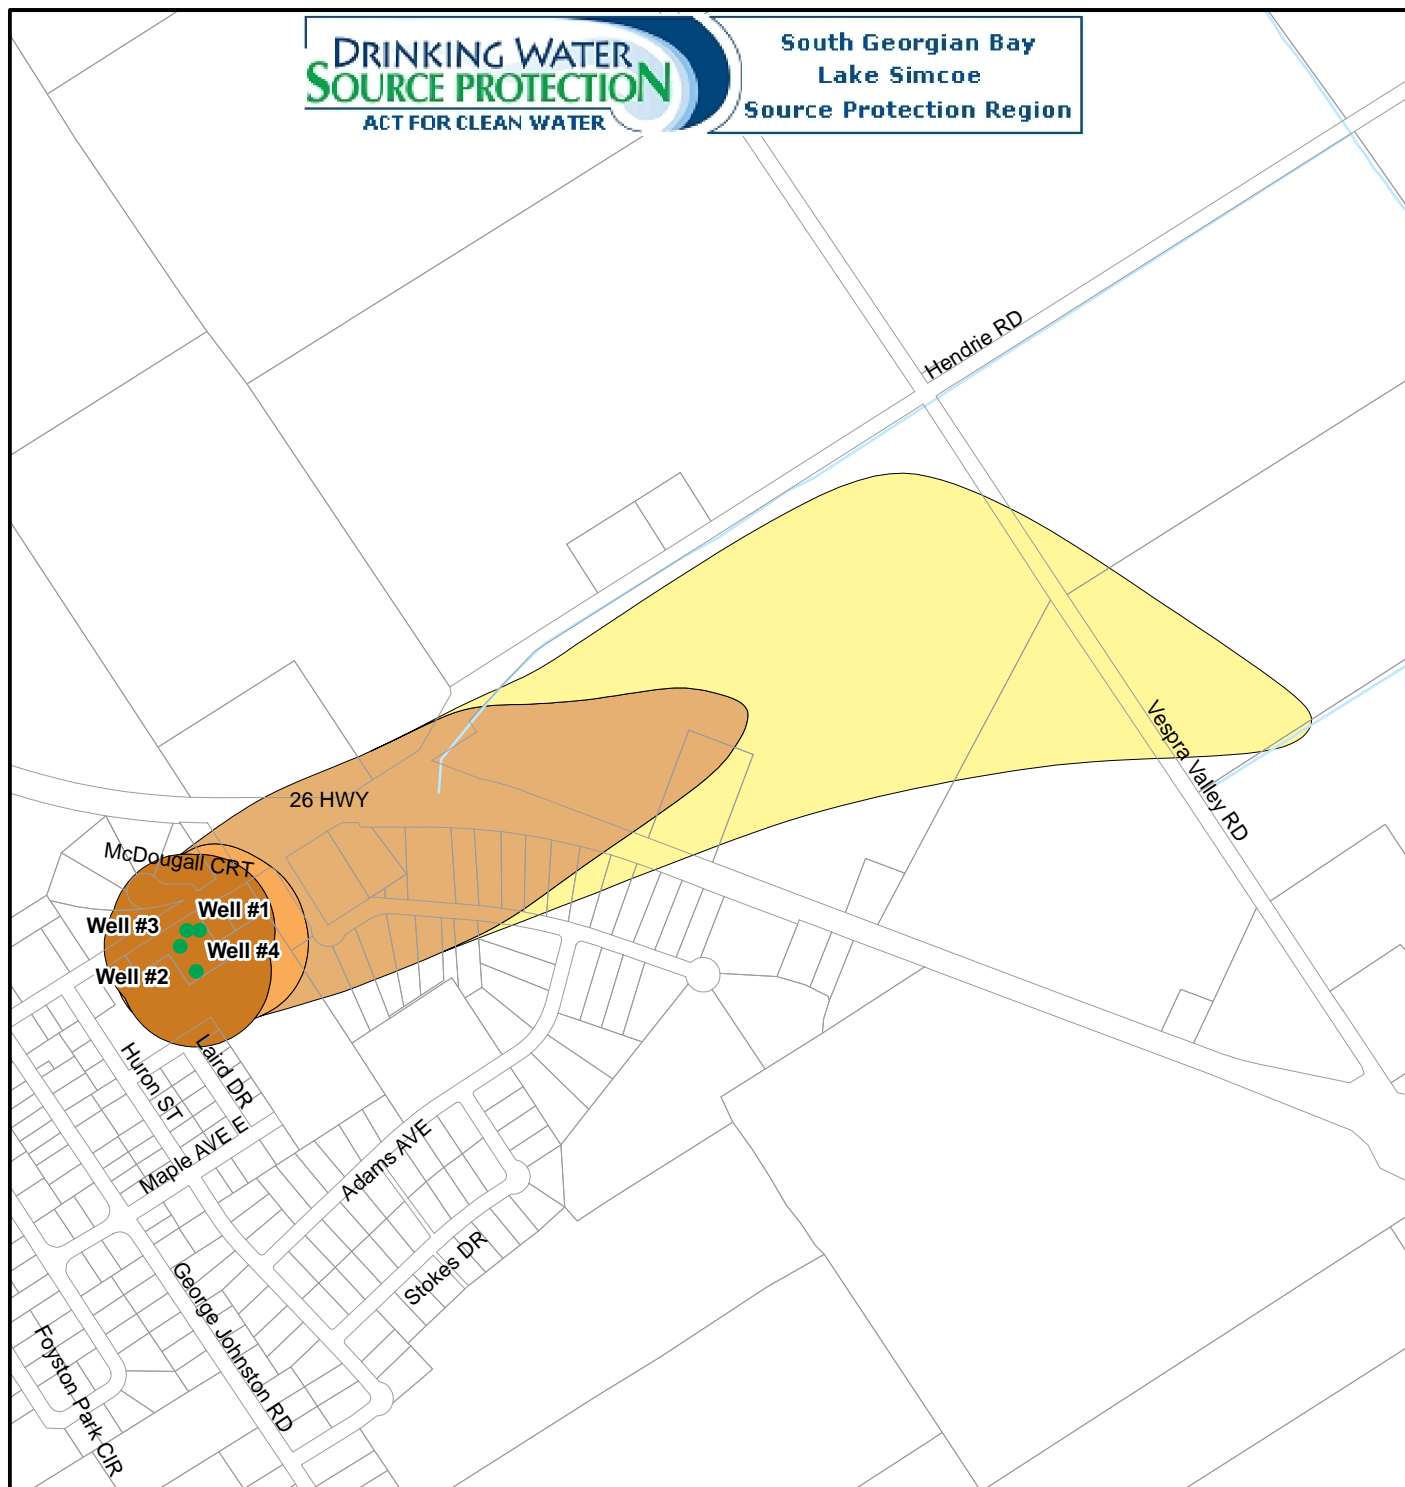 DRINKING WATER
SOURCE PROTECTION
ACT FOR CLEAN WATER
South Georgian Bay
Lake Simcoe
Source Protection Region
Hendrie RD
Vespra Valley RD
26 HWY
McDougall CRT
Well #1
Well #3
Well #4
Well #2
Laird DR
Huron ST
Maple AVE E
Adams AVE
Stokes DR
George Johnston RD
Foyston Park CIR